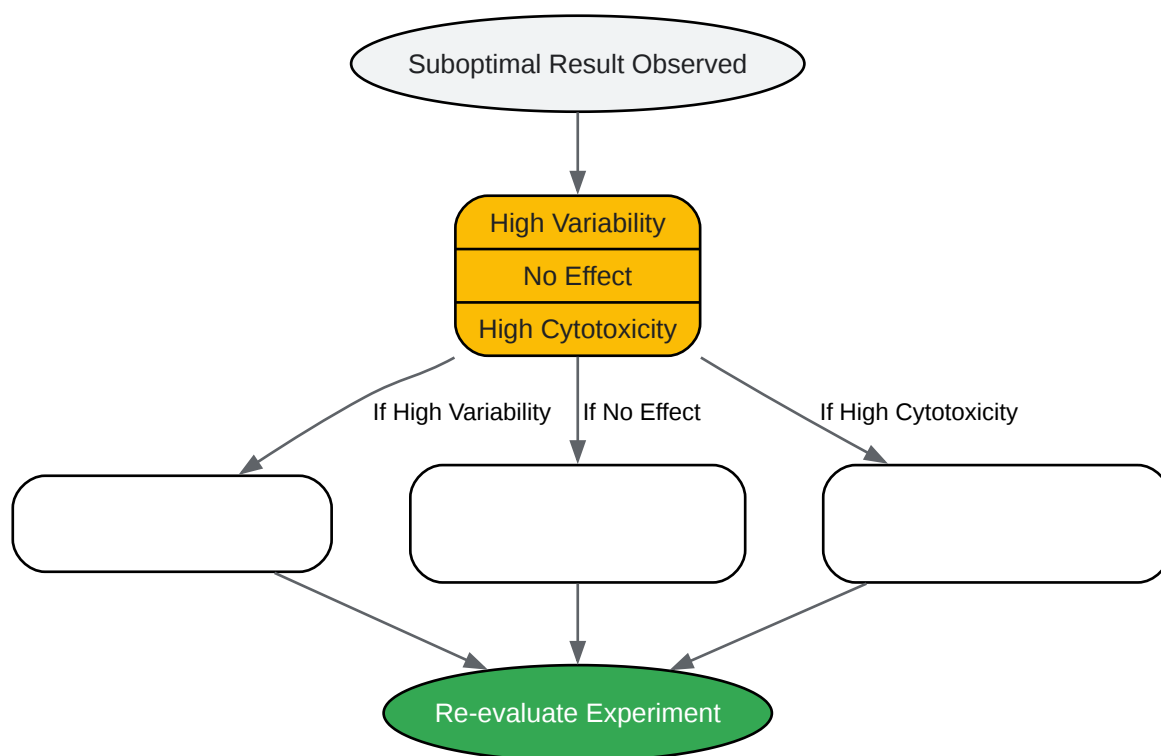 Suboptimal Result Observed
High Variability
No Effect
High Cytotoxicity
If High Variability
If No Effect
If High Cytotoxicity
Re-evaluate Experiment